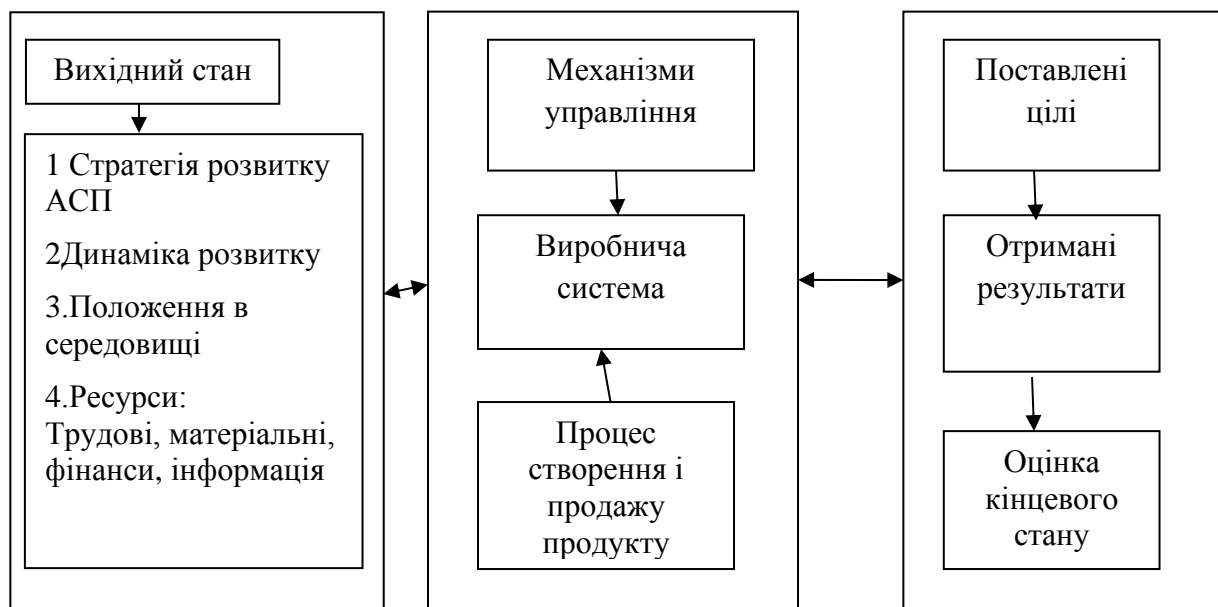 Вихідний стан
1 Стратегія розвитку
АСП
2Динаміка розвитку
3.Положення в
середовищі
4.Ресурси:
Трудові, матеріальні,
фінанси, інформація
Механізми
управління
Виробнича
система
Процес
створення і
продажу
продукту
Поставлені
цілі
Отримані
результати
Оцінка
кінцевого
стану